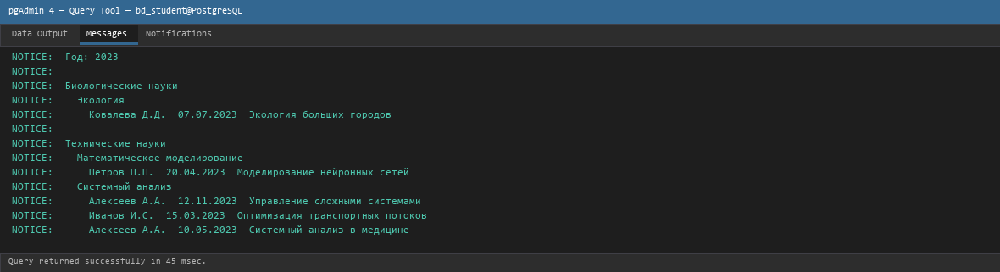 pgAdmin 4 — Query Tool — bd_student@PostgreSQL
Data Output Messages Notifications
NOTICE:  Год: 2023
NOTICE:
NOTICE:  Биологические науки
NOTICE:    Экология
NOTICE:      Ковалева Д.Д.  07.07.2023  Экология больших городов
NOTICE:
NOTICE:  Технические науки
NOTICE:    Математическое моделирование
NOTICE:      Петров П.П.  20.04.2023  Моделирование нейронных сетей
NOTICE:    Системный анализ
NOTICE:      Алексеев А.А.  12.11.2023  Управление сложными системами
NOTICE:      Иванов И.С.  15.03.2023  Оптимизация транспортных потоков
NOTICE:      Алексеев А.А.  10.05.2023  Системный анализ в медицине
Query returned successfully in 45 msec.